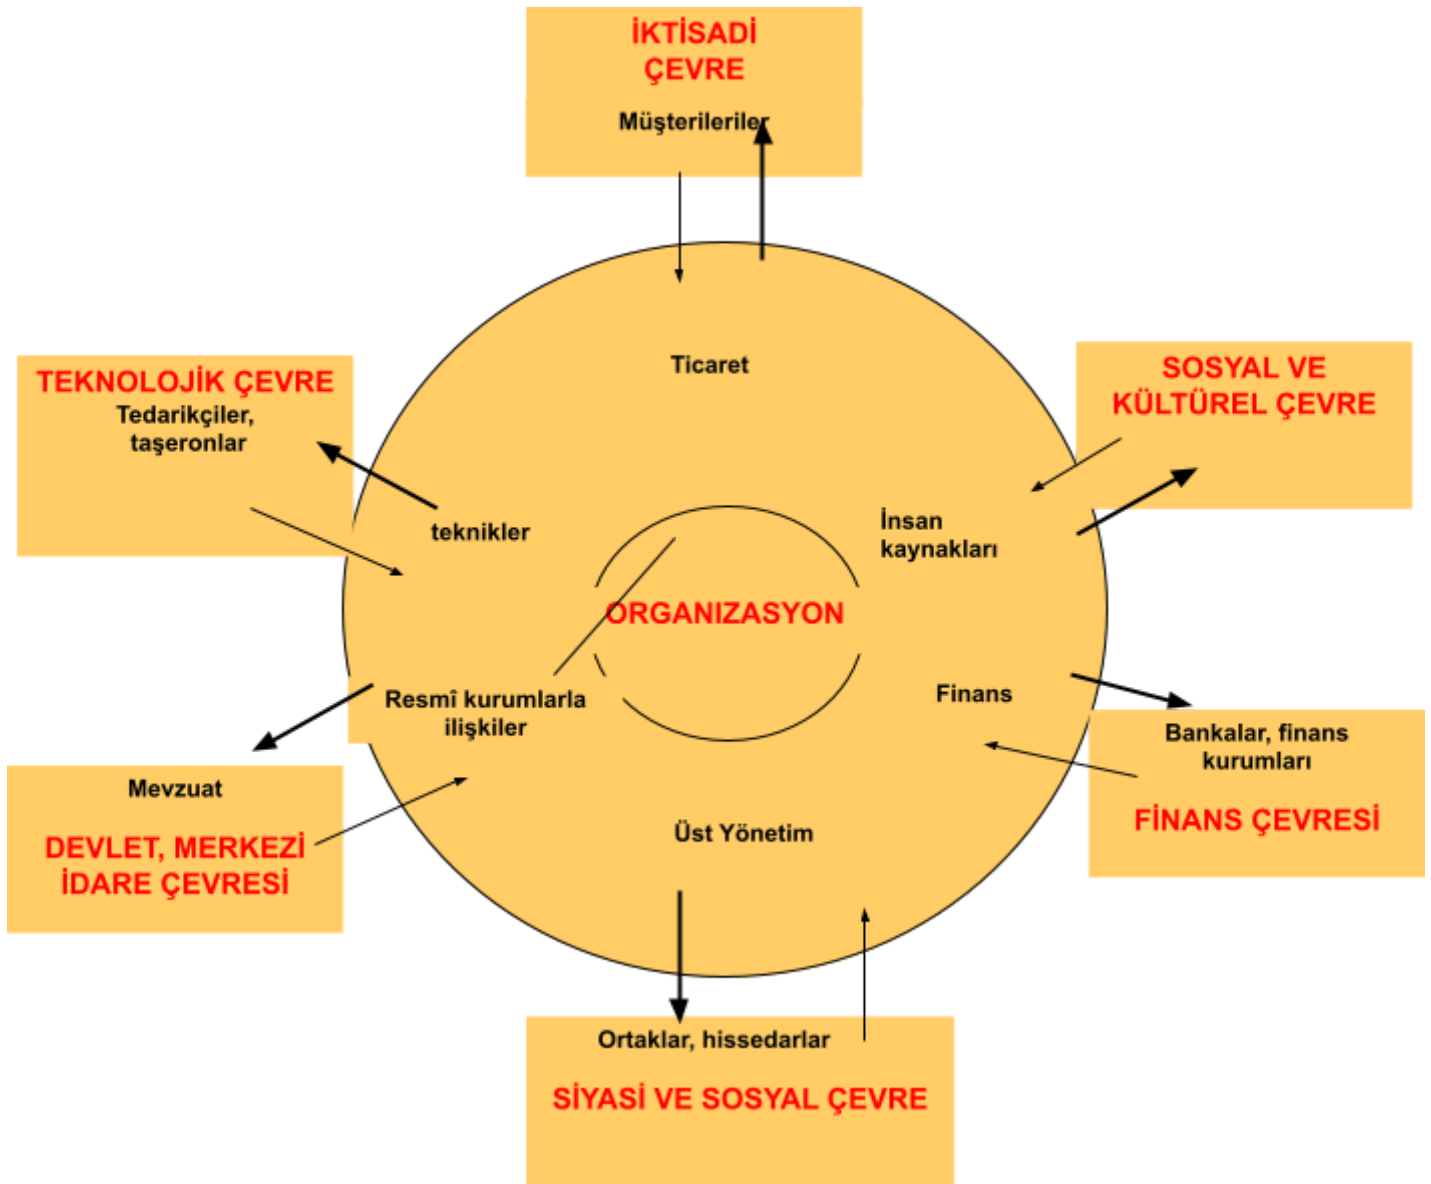 İKTİSADİ
ÇEVRE
Müşterileriler
Ticaret
TEKNOLOJİK ÇEVRE
Tedarikçiler,
taşeronlar
SOSYAL VE
KÜLTÜREL ÇEVRE
teknikler
İnsan
kaynakları
ORGANIZASYON
Resmî kurumlarla
ilişkiler
Finans
Bankalar, finans
kurumları
FİNANS ÇEVRESİ
Mevzuat
DEVLET, MERKEZİ
İDARE ÇEVRESİ
Üst Yönetim
Ortaklar, hissedarlar
SİYASİ VE SOSYAL ÇEVRE